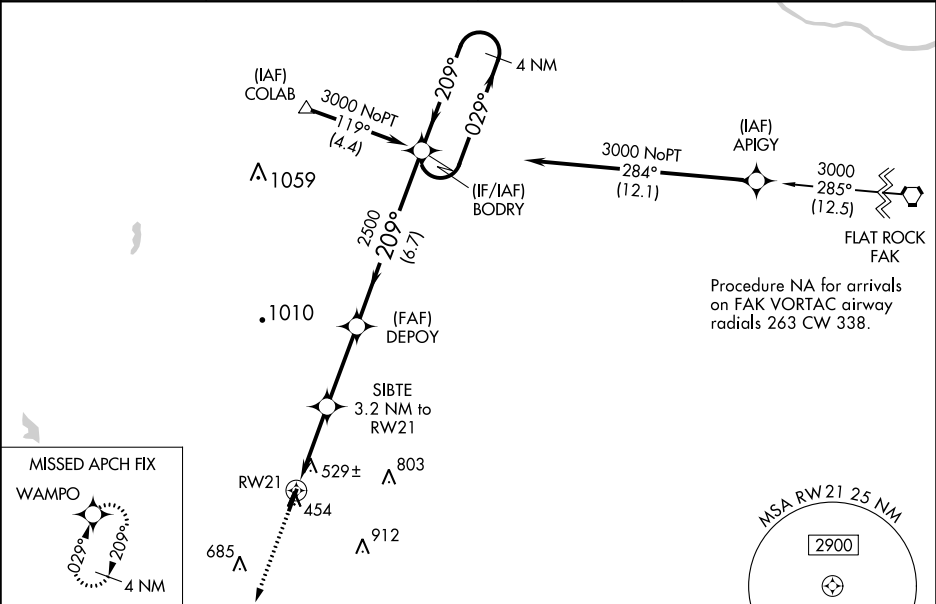 4 NM
209°
029°
(IAF)
COLAB
3000 NoPT
119°
(4.4)
(IF/IAF)
BODRY
1059
2500
209°
(6.7)
3000 NoPT
284°
(12.1)
(IAF)
APIGY
3000
285°
(12.5)
FLAT ROCK
FAK
Procedure NA for arrivals
on FAK VORTAC airway
radials 263 CW 338.
1010
(FAF)
DEPOY
SIBTE
3.2 NM to
RW21
529±
803
RW21
454
912
685
MISSED APCH FIX
WAMPO
029°
209°
4 NM
MSA RW21 25 NM
2900